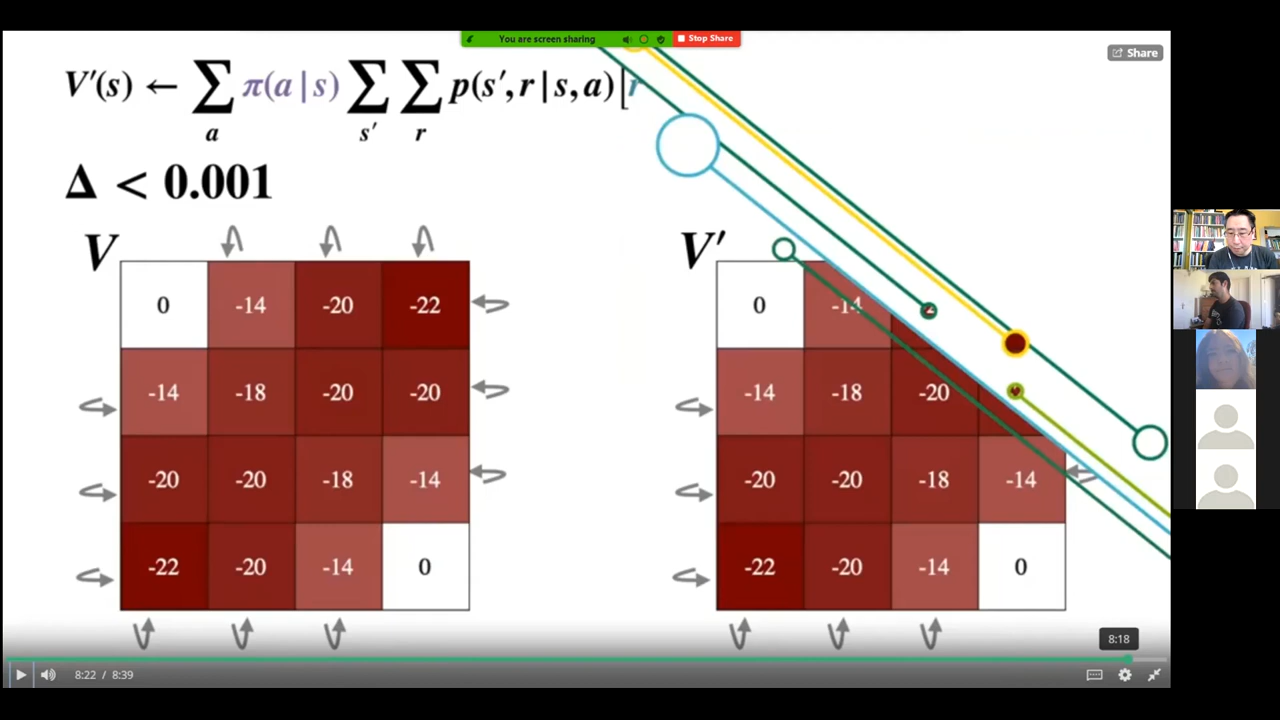 You are screen sharing Stop Share
Share
V′(s) ← ∑ π(a | s) ∑ ∑ p(s′, r | s, a) [r
a s′ r
Δ < 0.001
V V′
0 -14 -20 -22 0 -14
-14 -18 -20 -20 -14 -18 -20
-20 -20 -18 -14 -20 -20 -18 -14
-22 -20 -14 0 -22 -20 -14 0
8:18
8:22 / 8:39